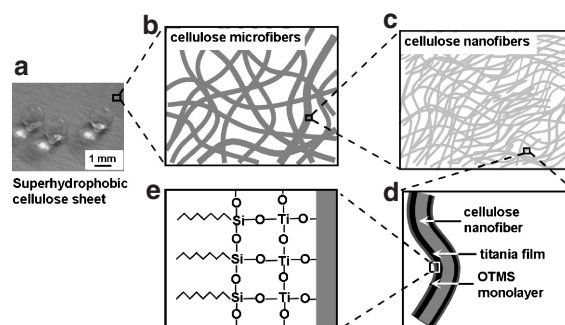 a
1 mm
Superhydrophobic
cellulose sheet
b
cellulose microfibers
c
cellulose nanofibers
d
cellulose
nanofiber
titania film
OTMS
monolayer
e
O O
Si O Ti O
O O
Si O Ti O
O O
Si O Ti O
O O